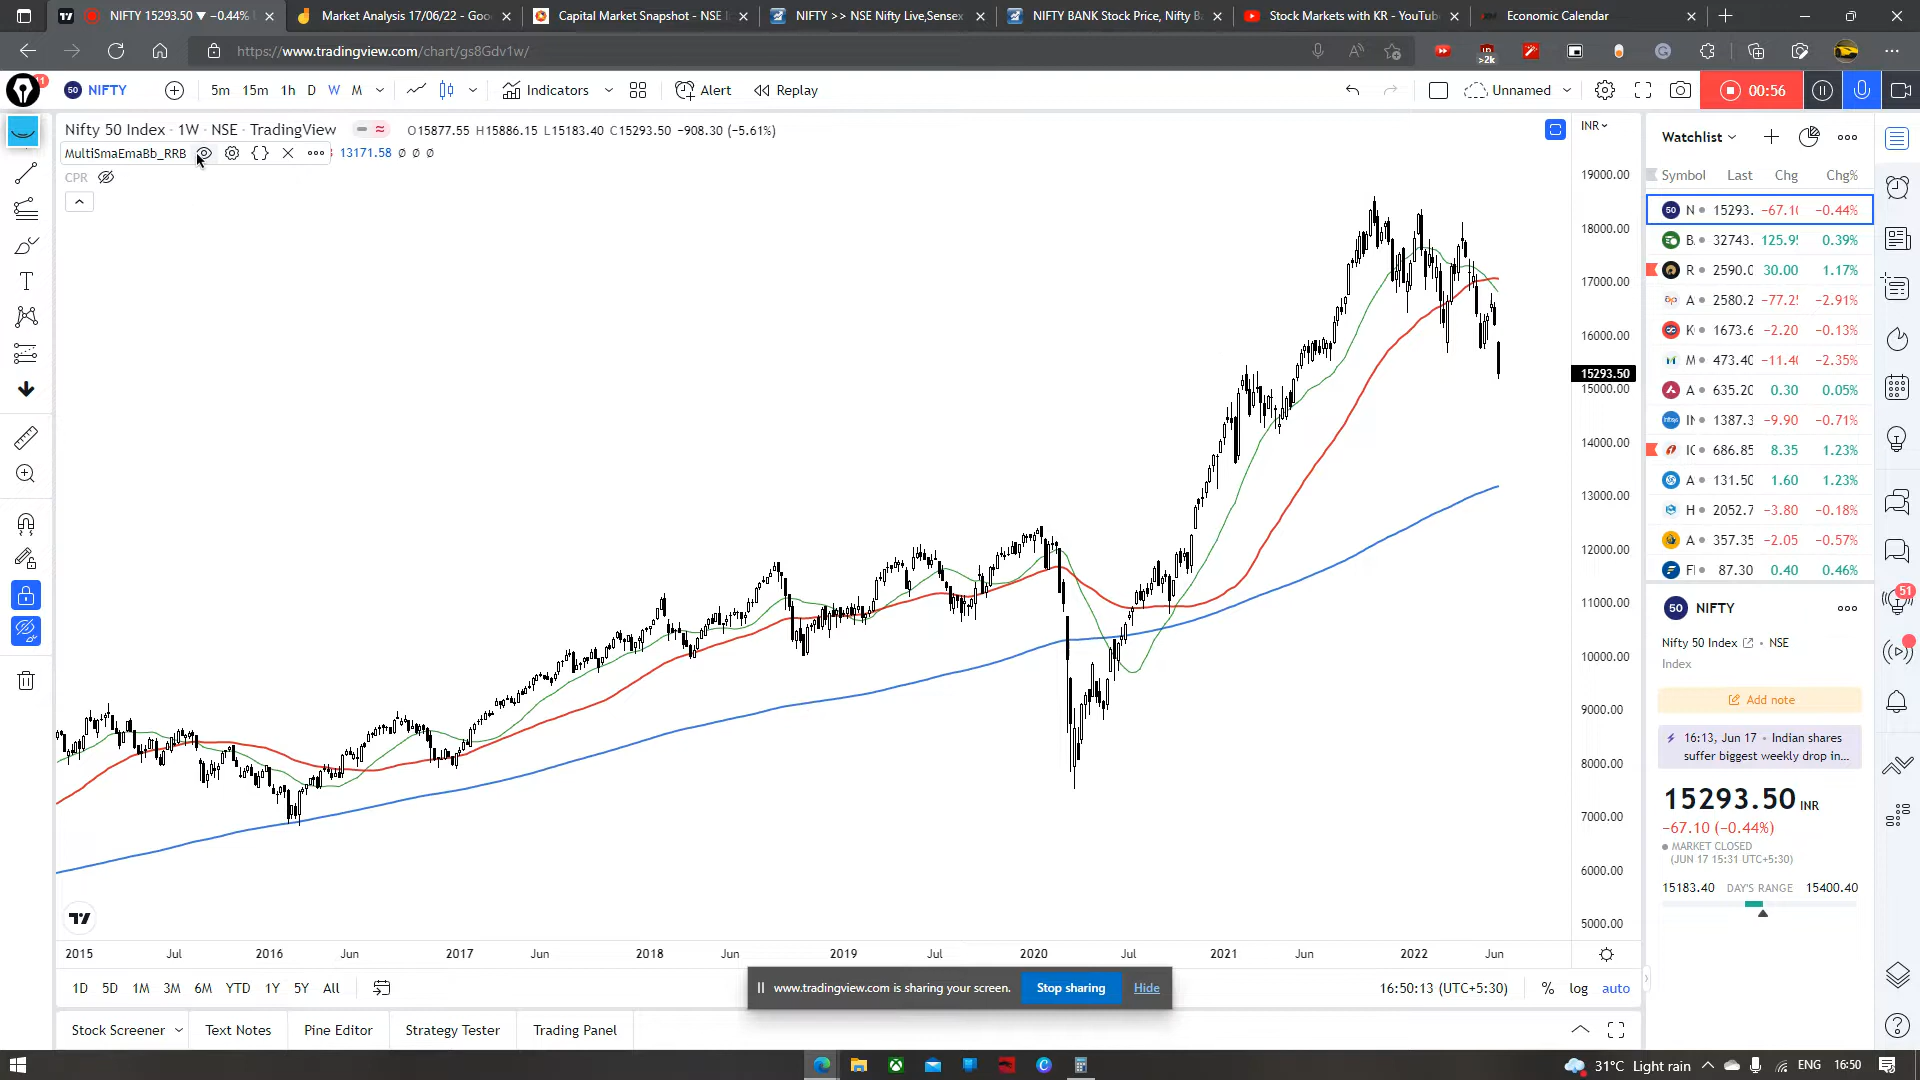 NIFTY 15293.50 ▼ −0.44%
Market Analysis 17/06/22 - Goo
Capital Market Snapshot - NSE I
NIFTY >> NSE Nifty Live,Sensex
NIFTY BANK Stock Price, Nifty B
Stock Markets with KR - YouTub
Economic Calendar
https://www.tradingview.com/chart/gs8Gdv1w/
>2k
NIFTY
5m 15m 1h D W M
Indicators
Alert
Replay
Unnamed
00:56
Nifty 50 Index · 1W · NSE · TradingView
O15877.55 H15886.15 L15183.40 C15293.50 −908.30 (−5.61%)
INR
MultiSmaEmaBb_RRB
13171.58 Ø Ø Ø
CPR
19000.00
18000.00
17000.00
16000.00
15293.50
15000.00
14000.00
13000.00
12000.00
11000.00
10000.00
9000.00
8000.00
7000.00
6000.00
5000.00
2015 Jul 2016 Jun 2017 Jun 2018 Jun 2019 Jul 2020 Jul 2021 Jun 2022 Jun
1D 5D 1M 3M 6M YTD 1Y 5Y All
www.tradingview.com is sharing your screen.
Stop sharing
Hide
16:50:13 (UTC+5:30)
% log auto
Stock Screener
Text Notes
Pine Editor
Strategy Tester
Trading Panel
Watchlist
Symbol Last Chg Chg%
50 N 15293. −67.10 −0.44%
B. 32743. 125.95 0.39%
R 2590.0 30.00 1.17%
A 2580.2 −77.25 −2.91%
K 1673.6 −2.20 −0.13%
M 473.40 −11.40 −2.35%
A 635.20 0.30 0.05%
IN 1387.3 −9.90 −0.71%
IC 686.85 8.35 1.23%
A 131.50 1.60 1.23%
H 2052.7 −3.80 −0.18%
A 357.35 −2.05 −0.57%
FI 87.30 0.40 0.46%
50 NIFTY
Nifty 50 Index • NSE
Index
Add note
16:13, Jun 17 • Indian shares
suffer biggest weekly drop in...
15293.50 INR
−67.10 (−0.44%)
MARKET CLOSED
(JUN 17 15:31 UTC+5:30)
15183.40 DAY'S RANGE 15400.40
51
31°C Light rain
ENG
16:50